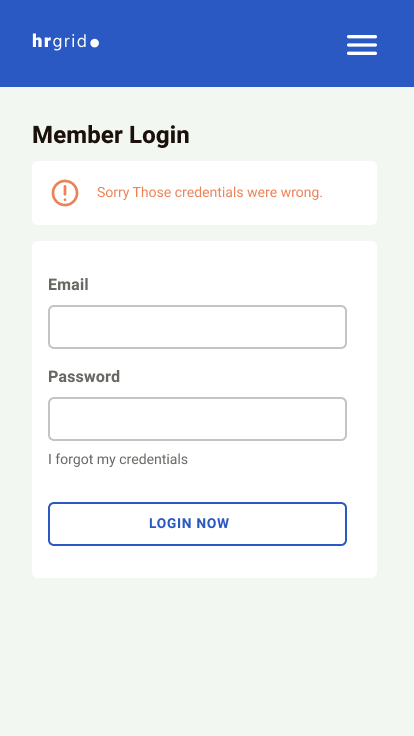 hrgrid
Member Login
Sorry Those credentials were wrong.
Email
Password
I forgot my credentials
LOGIN NOW